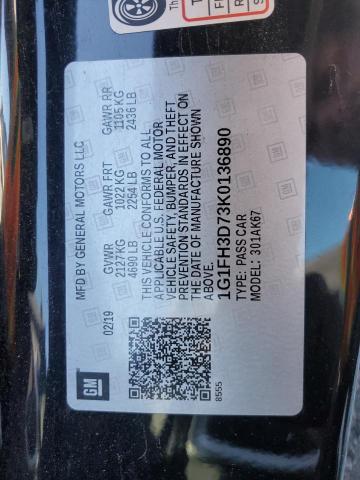 MFD BY GENERAL MOTORS LLC
02/19 GVWR GAWR FRT GAWR RR
2127 KG 1022 KG 1105 KG
4690 LB 2254 LB 2436 LB
THIS VEHICLE CONFORMS TO ALL
APPLICABLE U.S. FEDERAL MOTOR
VEHICLE SAFETY, BUMPER, AND THEFT
PREVENTION STANDARDS IN EFFECT ON
THE DATE OF MANUFACTURE SHOWN
ABOVE.
1G1FH3D73K0136890
TYPE: PASS CAR
MODEL: 301AK67
GM
8555
The